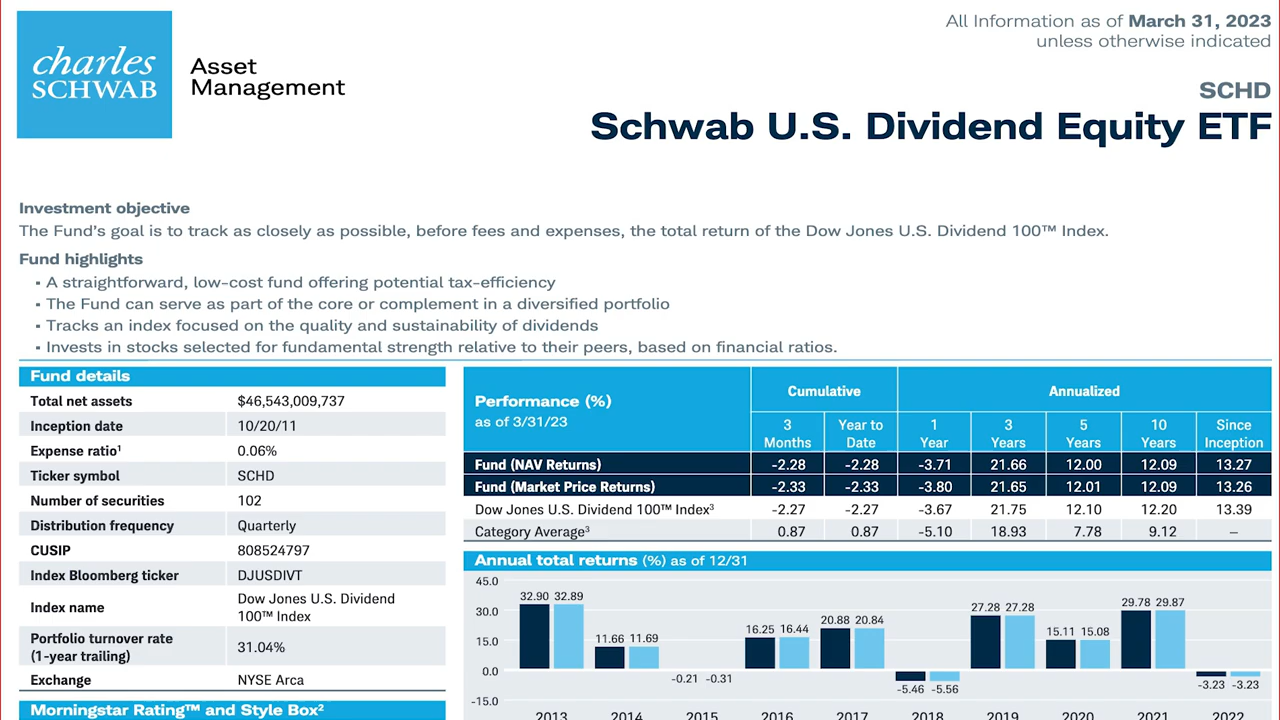 charles
SCHWAB
Asset
Management
All Information as of March 31, 2023
unless otherwise indicated
SCHD
Schwab U.S. Dividend Equity ETF
Investment objective
The Fund's goal is to track as closely as possible, before fees and expenses, the total return of the Dow Jones U.S. Dividend 100™ Index.
Fund highlights
▪ A straightforward, low-cost fund offering potential tax-efficiency
▪ The Fund can serve as part of the core or complement in a diversified portfolio
▪ Tracks an index focused on the quality and sustainability of dividends
▪ Invests in stocks selected for fundamental strength relative to their peers, based on financial ratios.
Fund details
Total net assets $46,543,009,737
Inception date 10/20/11
Expense ratio¹ 0.06%
Ticker symbol SCHD
Number of securities 102
Distribution frequency Quarterly
CUSIP 808524797
Index Bloomberg ticker DJUSDIVT
Index name Dow Jones U.S. Dividend
100™ Index
Portfolio turnover rate
(1-year trailing) 31.04%
Exchange NYSE Arca
Morningstar Rating™ and Style Box²
Performance (%)
as of 3/31/23
Cumulative Annualized
3 Year to 1 3 5 10 Since
Months Date Year Years Years Years Inception
Fund (NAV Returns) -2.28 -2.28 -3.71 21.66 12.00 12.09 13.27
Fund (Market Price Returns) -2.33 -2.33 -3.80 21.65 12.01 12.09 13.26
Dow Jones U.S. Dividend 100™ Index³ -2.27 -2.27 -3.67 21.75 12.10 12.20 13.39
Category Average³ 0.87 0.87 -5.10 18.93 7.78 9.12 –
Annual total returns (%) as of 12/31
45.0
30.0
15.0
0.0
-15.0
32.90 32.89
11.66 11.69
-0.21 -0.31
16.25 16.44
20.88 20.84
-5.46 -5.56
27.28 27.28
15.11 15.08
29.78 29.87
-3.23 -3.23
2013 2014 2015 2016 2017 2018 2019 2020 2021 2022